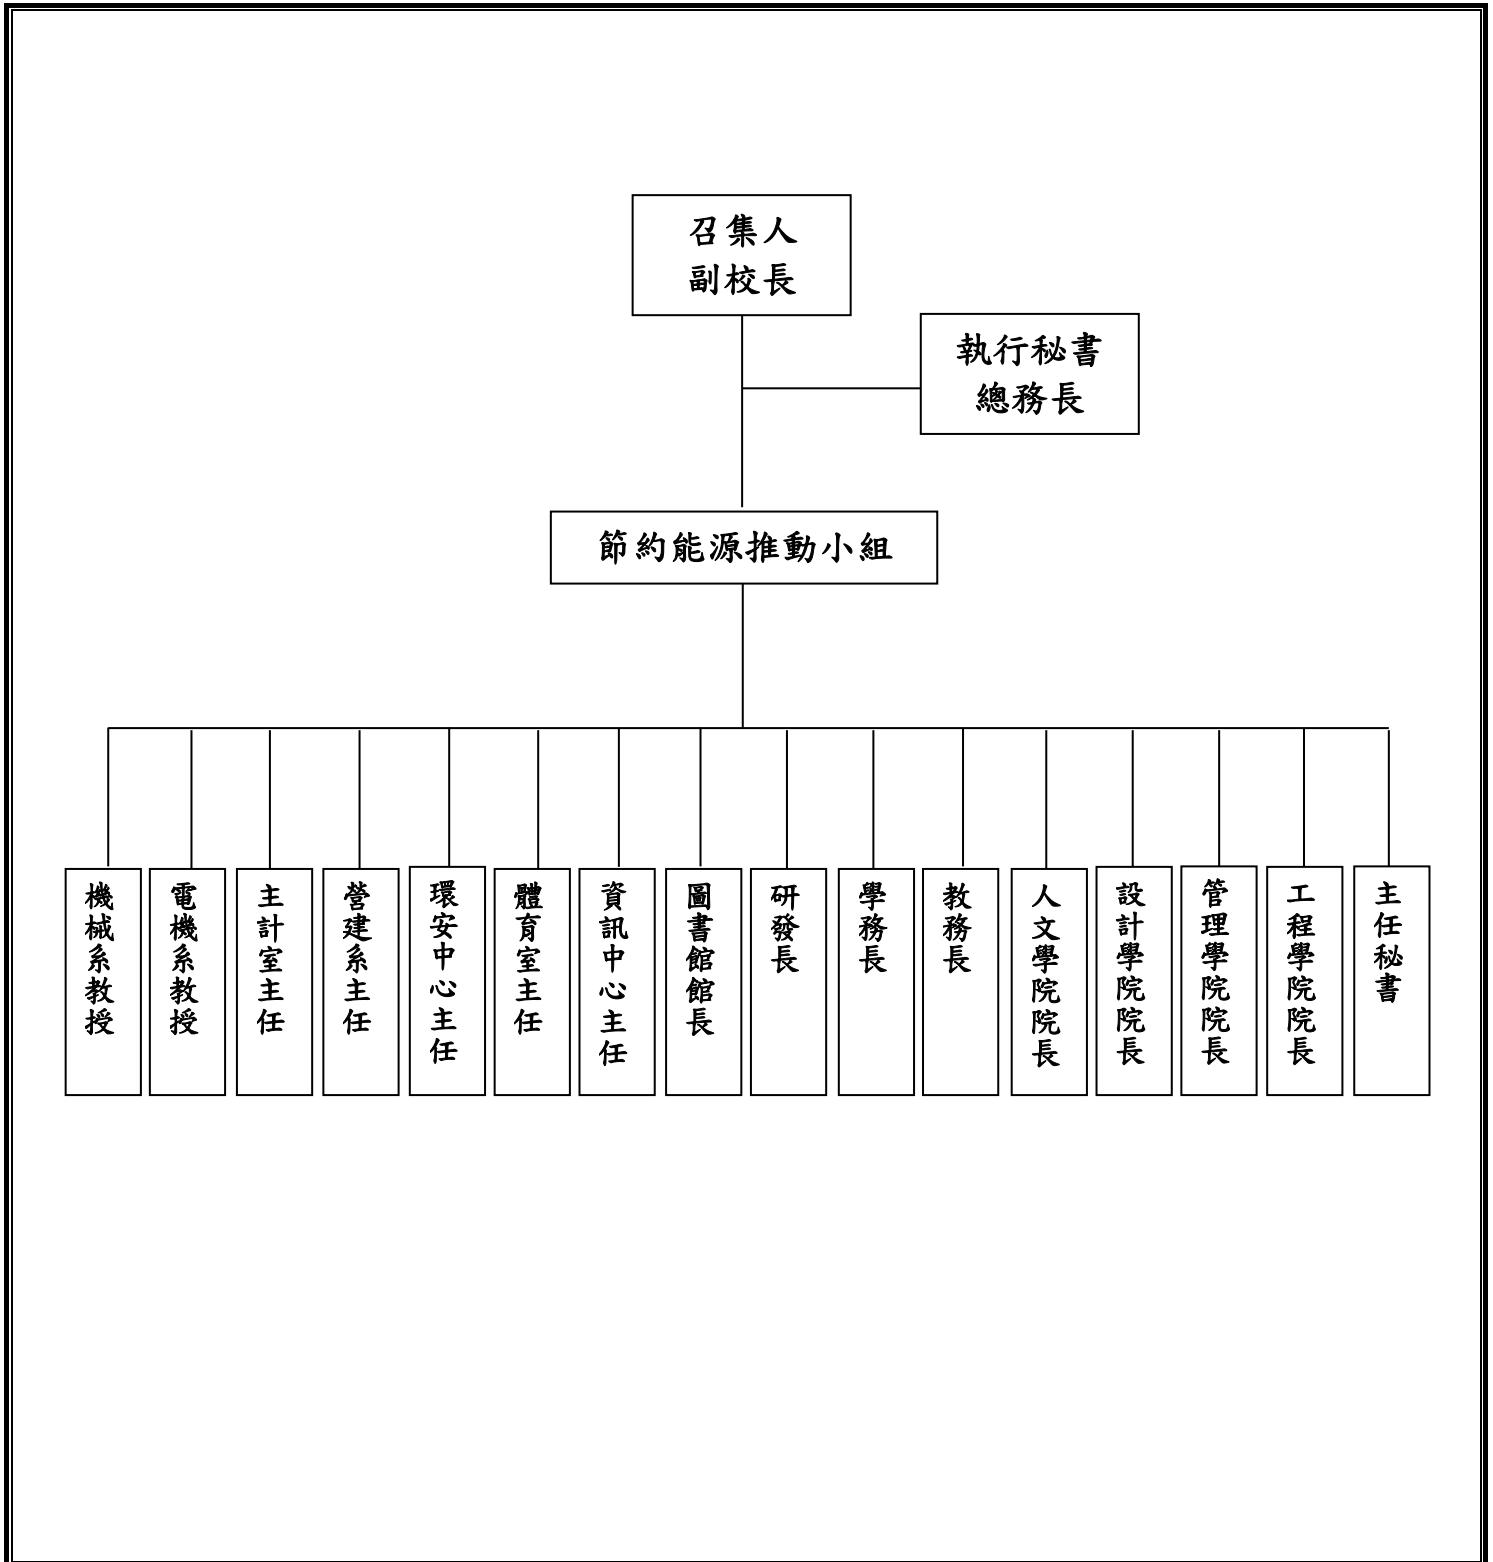 召集人
副校長
執行秘書
總務長
節約能源推動小組
機械系教授
電機系教授
主計室主任
營建系主任
環安中心主任
體育室主任
資訊中心主任
圖書館館長
研發長
學務長
教務長
人文學院院長
設計學院院長
管理學院院長
工程學院院長
主任秘書